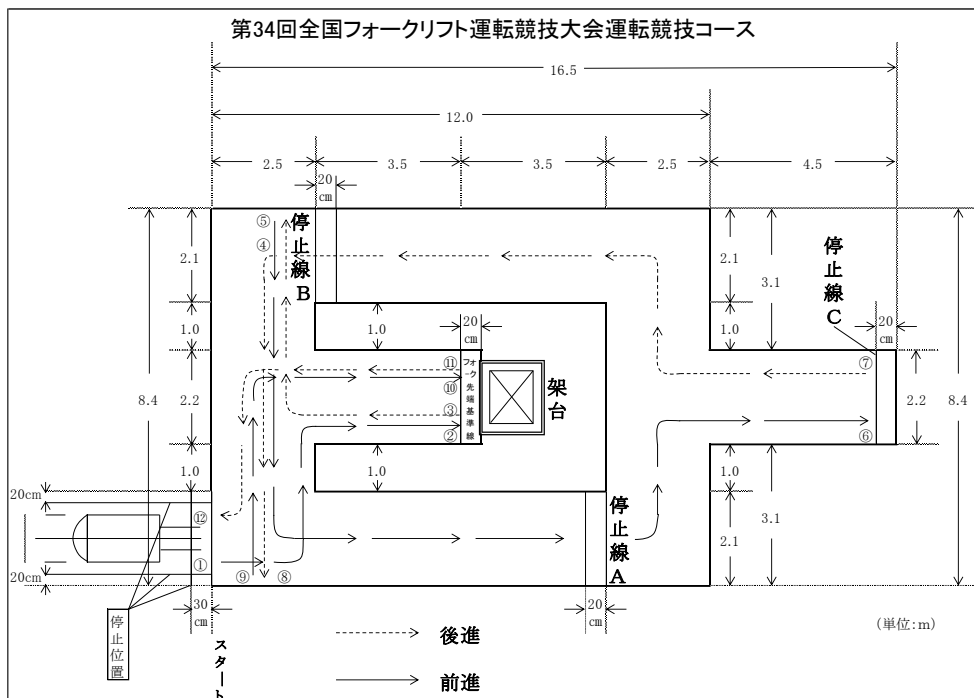 第34回全国フォークリフト運転競技大会運転競技コース
16.5
12.0
2.5
3.5
3.5
2.5
4.5
20
cm
⑤
④
停止線B
2.1
2.1
3.1
停止線C
1.0
1.0
20
cm
1.0
20
cm
8.4
2.2
⑪
⑩
③
②
フォーク先端基準線
架台
⑦
⑥
2.2
8.4
1.0
1.0
1.0
20cm
⑫
①
20cm
⑨
⑧
停止線A
2.1
3.1
停止位置
30
cm
スタート
20
cm
(単位:m)
後進
前進